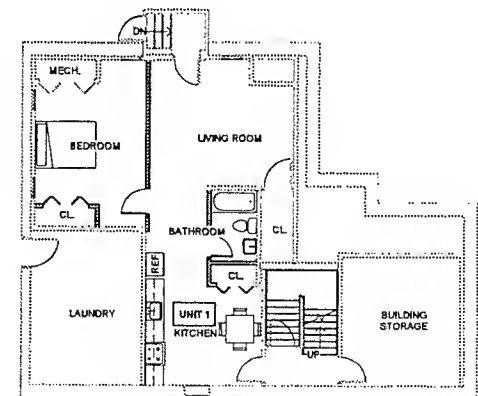 DN
MECH.
BEDROOM
LIVING ROOM
CL.
BATHROOM
CL.
REF.
CL.
LAUNDRY
UNIT 1
KITCHEN
BUILDING
STORAGE
UP